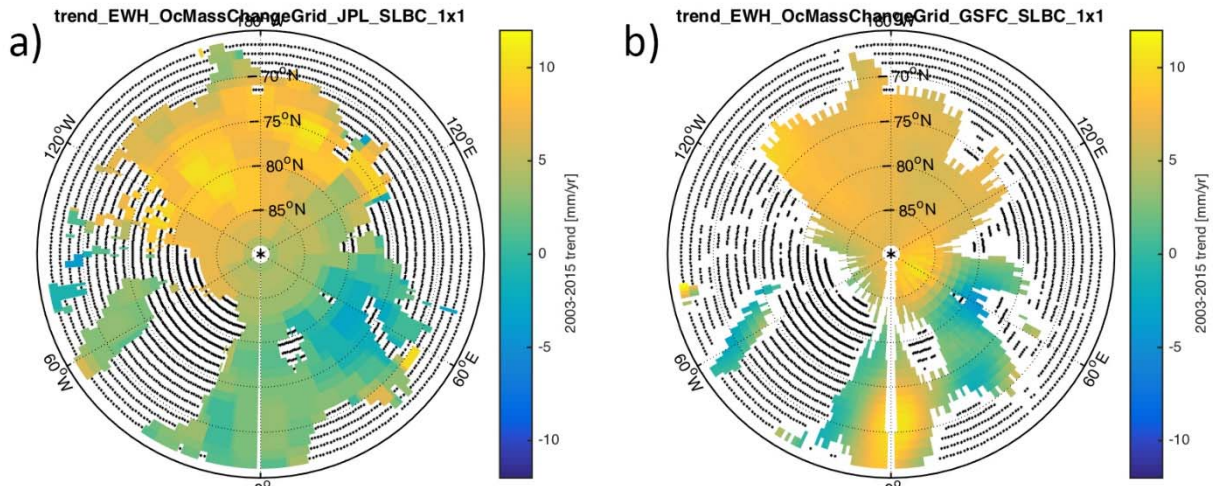 a)
trend_EWH_OcMassChangeGrid_JPL_SLBC_1x1
180°W
70°N
75°N
80°N
85°N
120°W
120°E
60°W
60°E
0°
10
5
0
-5
-10
2003-2015 trend [mm/yr]
b)
trend_EWH_OcMassChangeGrid_GSFC_SLBC_1x1
180°W
70°N
75°N
80°N
85°N
120°W
120°E
60°W
60°E
0°
10
5
0
-5
-10
2003-2015 trend [mm/yr]